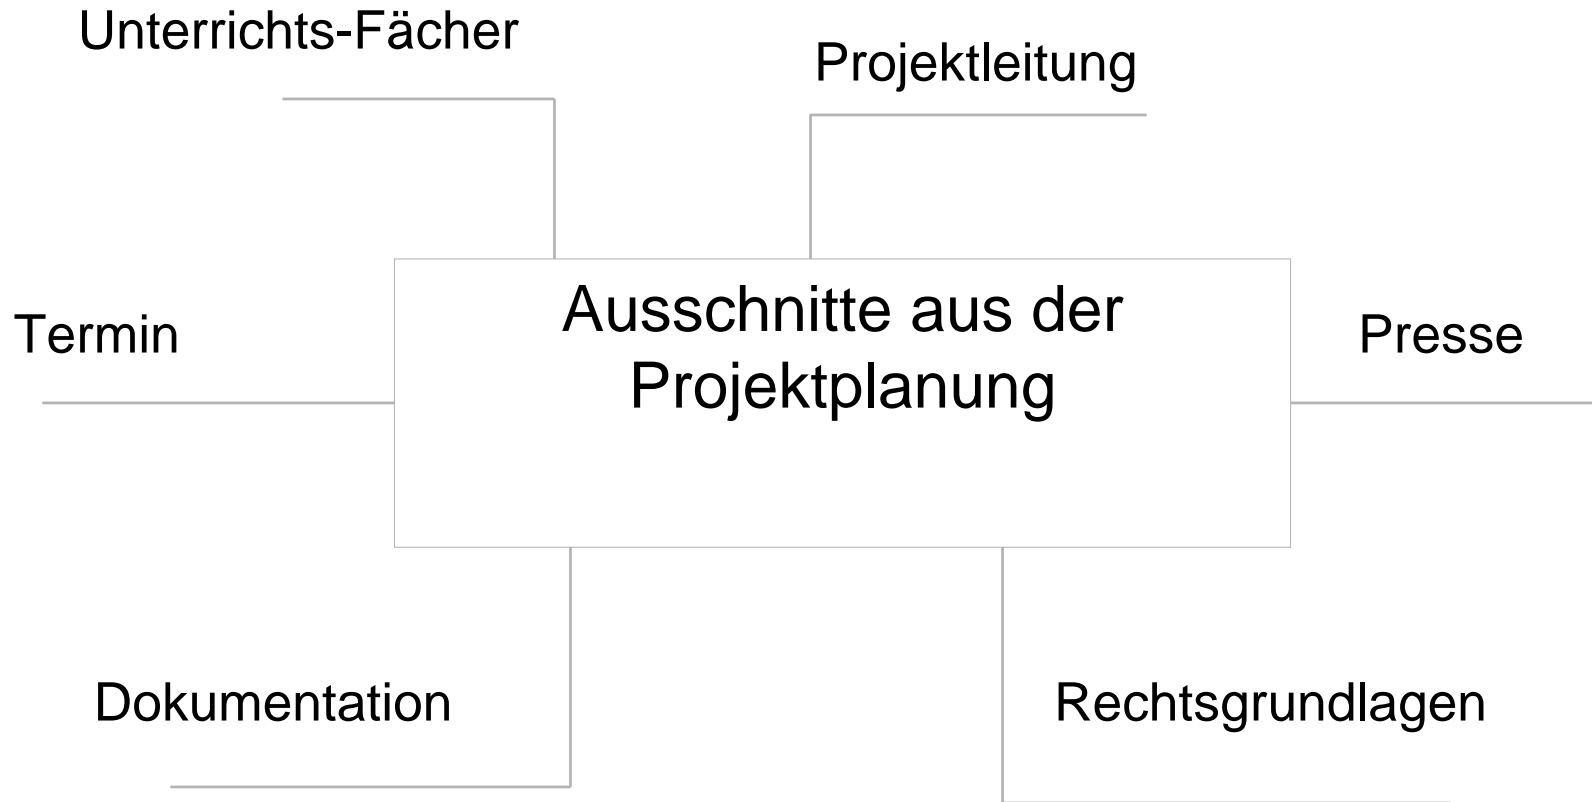 Unterrichts-Fächer
Projektleitung
Ausschnitte aus der
Projektplanung
Termin
Presse
Dokumentation
Rechtsgrundlagen